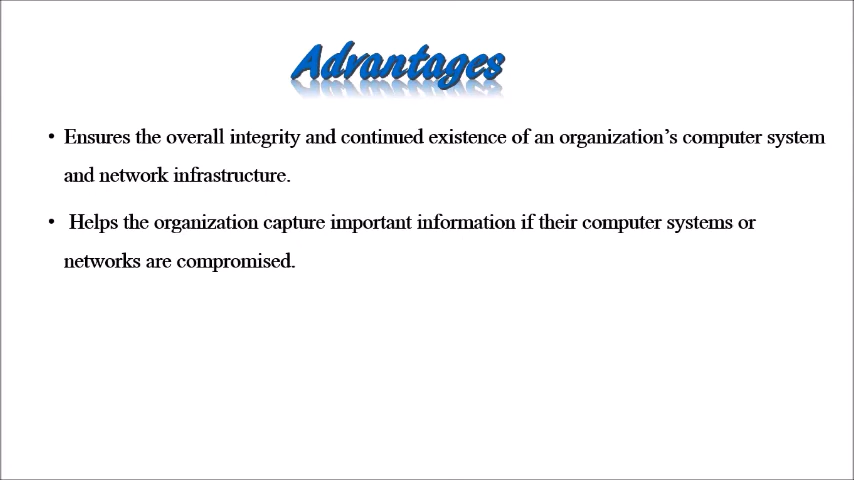 Advantages
• Ensures the overall integrity and continued existence of an organization’s computer system
and network infrastructure.
• Helps the organization capture important information if their computer systems or
networks are compromised.